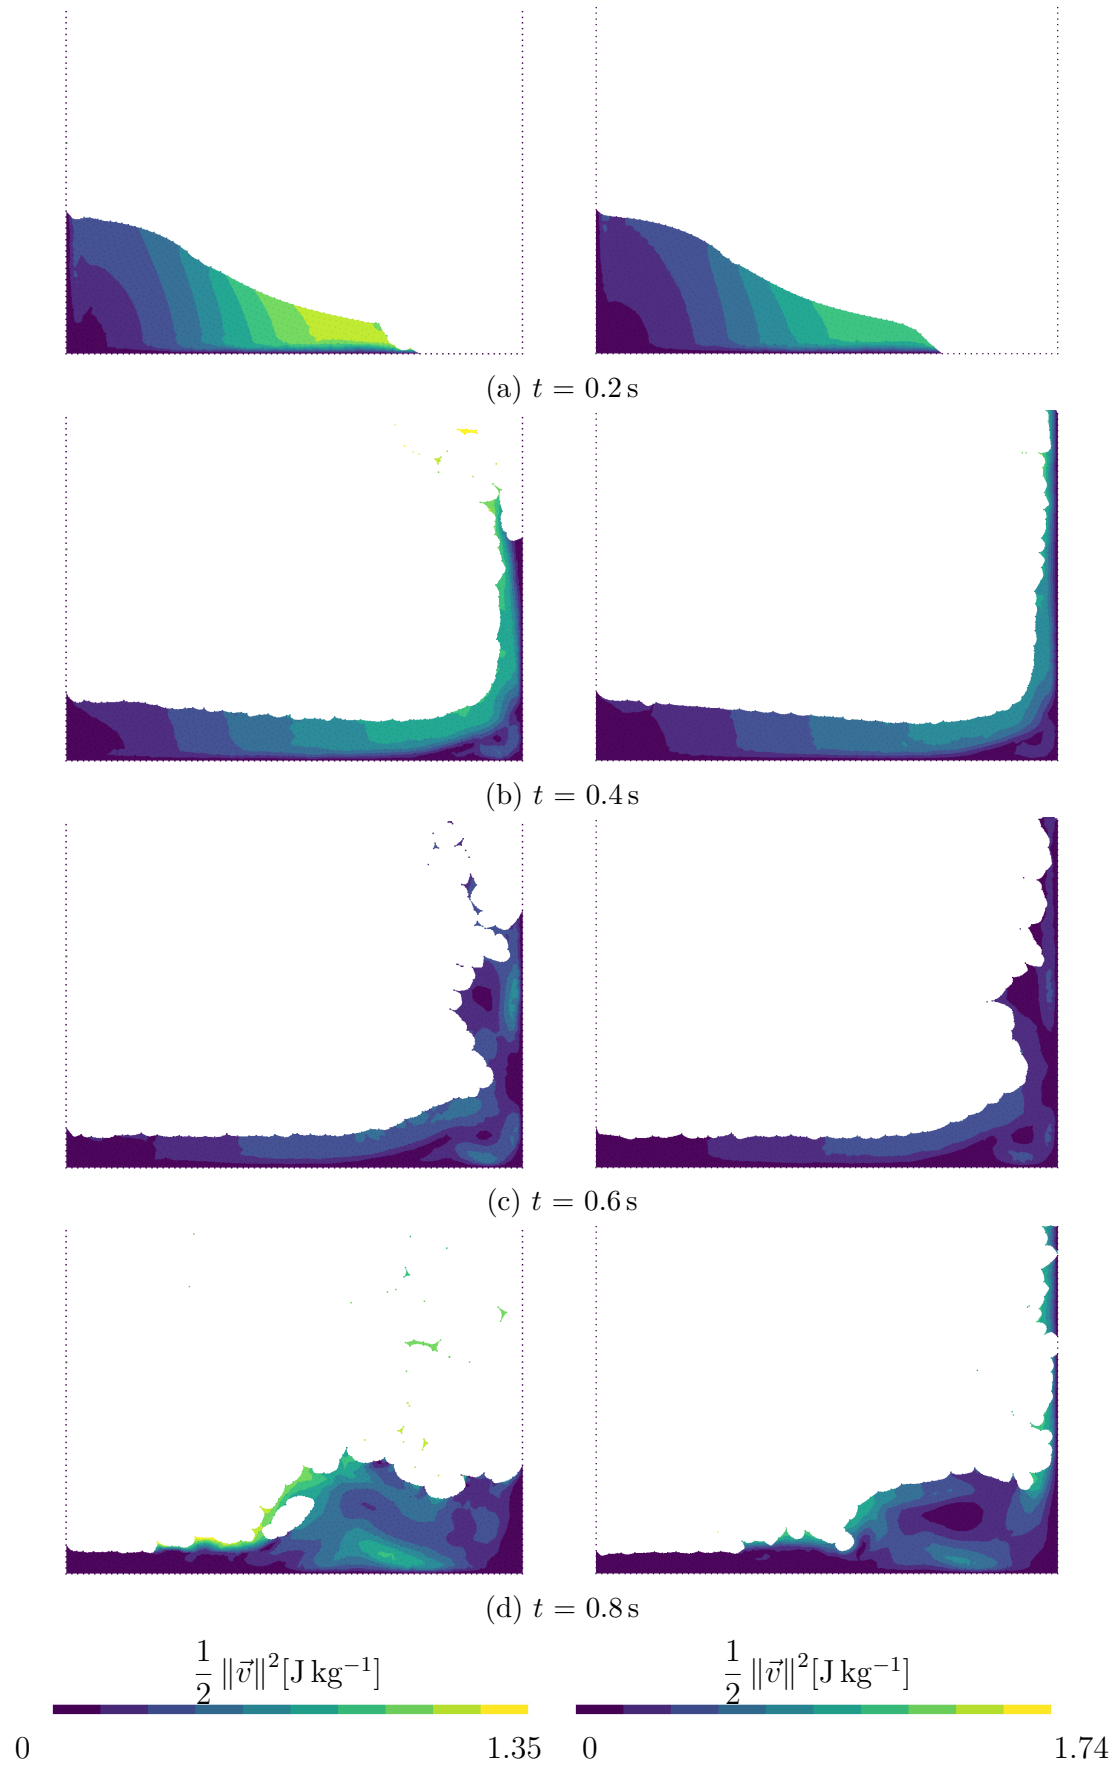 (a) t = 0.2 s
(b) t = 0.4 s
(c) t = 0.6 s
(d) t = 0.8 s
1/2 ‖v⃗‖²[J kg⁻¹] 1/2 ‖v⃗‖²[J kg⁻¹]
0 1.35 0 1.74